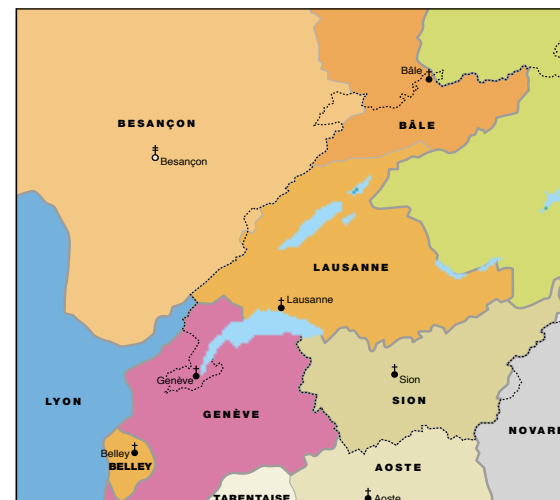 Bâle
BESANÇON
BÂLE
Besançon
LAUSANNE
Lausanne
Genève
Sion
LYON
SION
GENÈVE
NOVARE
Belley
BELLEY
AOSTE
TARENTAISE
Aoste